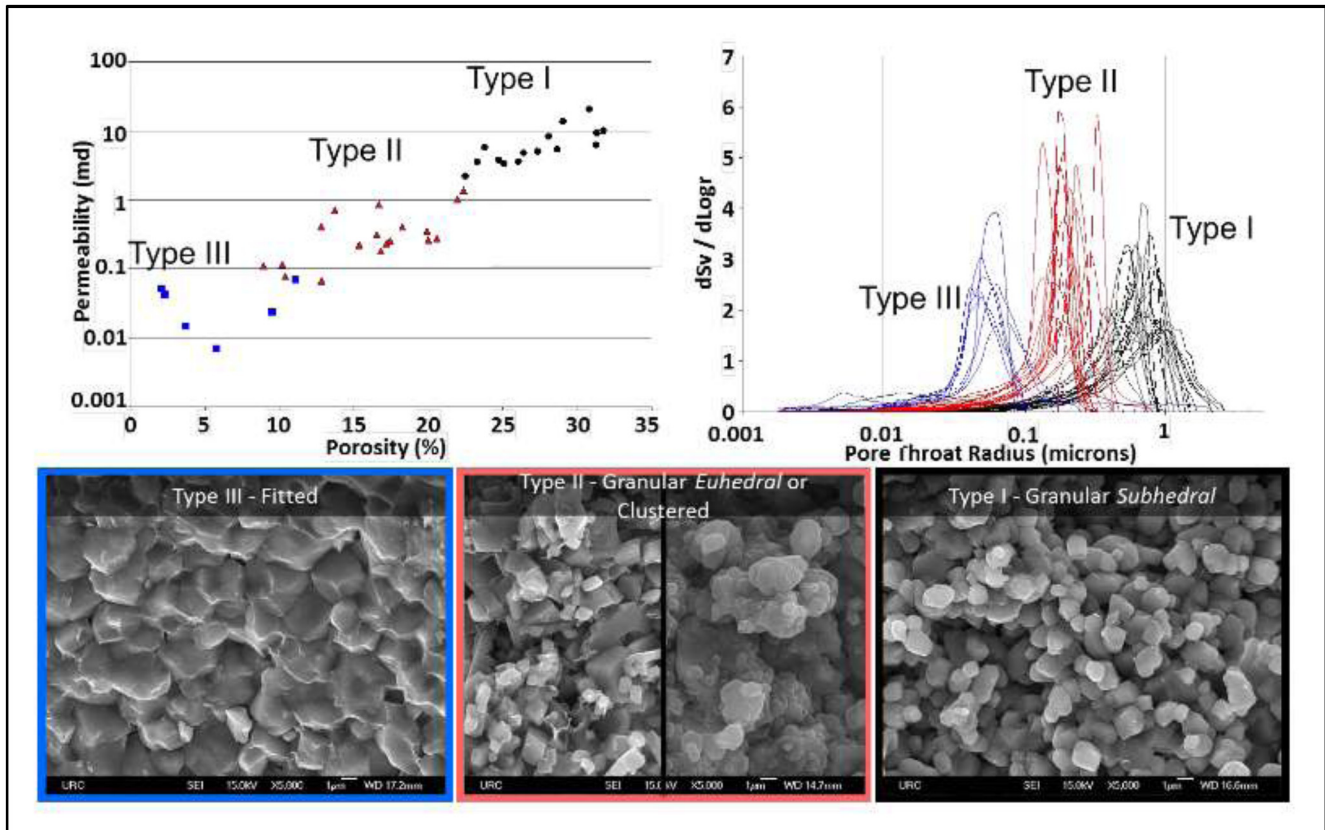 100
10
1
0.1
0.01
0.001
Permeability (md)
0
5
10
15
20
25
30
35
Porosity (%)
Type I
Type II
Type III
7
6
5
4
3
2
1
0
dSv / dLogr
0.001
0.01
0.1
1
Pore Throat Radius (microns)
Type II
Type I
Type III
Type III - Fitted
URC SEI 15.0kV X5,000 1μm WD 17.2mm
Type II - Granular Euhedral or
Clustered
URC SEI 15.0kV X5,000 1μm WD 14.7mm
Type I - Granular Subhedral
URC SEI 15.0kV X5,000 1μm WD 16.6mm